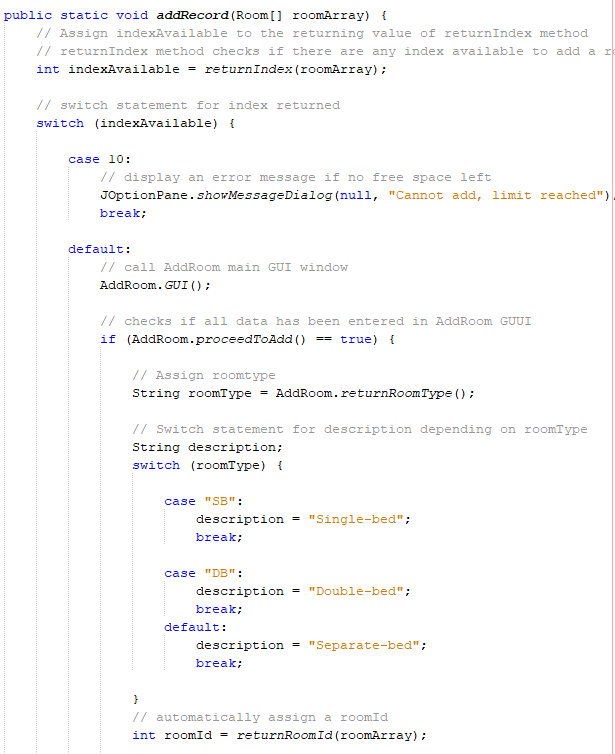 public static void addRecord(Room[] roomArray) {
// Assign indexAvailable to the returning value of returnIndex method
// returnIndex method checks if there are any index available to add a
int indexAvailable = returnIndex(roomArray);
// switch statement for index returned
switch (indexAvailable) {
case 10:
// display an error message if no free space left
JOptionPane.showMessageDialog(null, "Cannot add, limit reached")
break;
default:
// call AddRoom main GUI window
AddRoom.GUI();
// checks if all data has been entered in AddRoom GUUI
if (AddRoom.proceedToAdd() == true) {
// Assign roomtype
String roomType = AddRoom.returnRoomType();
// Switch statement for description depending on roomType
String description;
switch (roomType) {
case "SB":
description = "Single-bed";
break;
case "DB":
description = "Double-bed";
break;
default:
description = "Separate-bed";
break;
}
// automatically assign a roomId
int roomId = returnRoomId(roomArray);